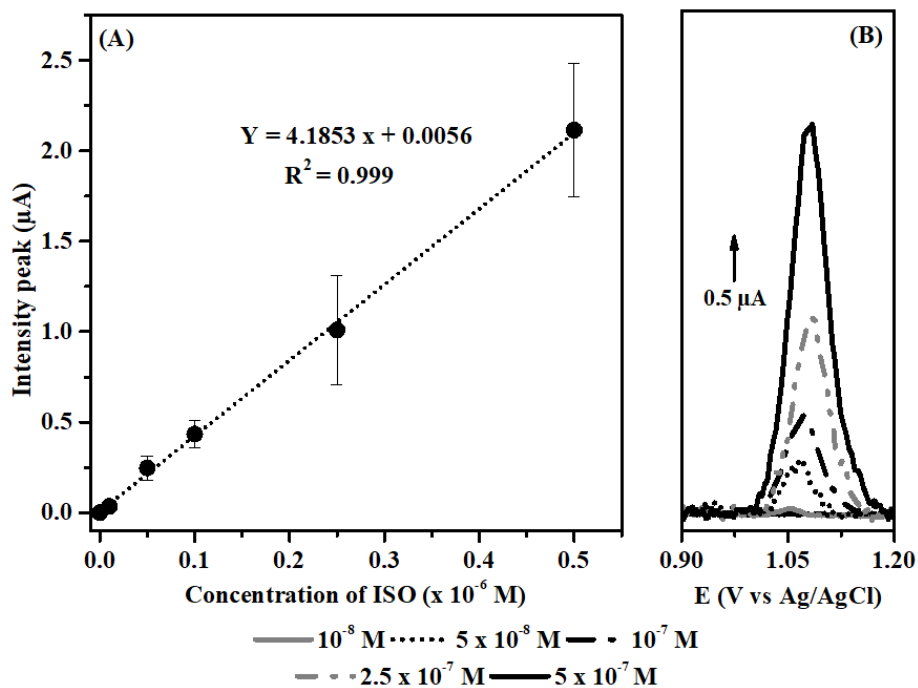 (A)
(B)
2.5
2.0
1.5
1.0
0.5
0.0
Intensity peak (µA)
Y = 4.1853 x + 0.0056
R² = 0.999
0.5 µA
0.0 0.1 0.2 0.3 0.4 0.5
0.90 1.05 1.20
Concentration of ISO (x 10⁻⁶ M)
E (V vs Ag/AgCl)
10⁻⁸ M 5 x 10⁻⁸ M 10⁻⁷ M
2.5 x 10⁻⁷ M 5 x 10⁻⁷ M